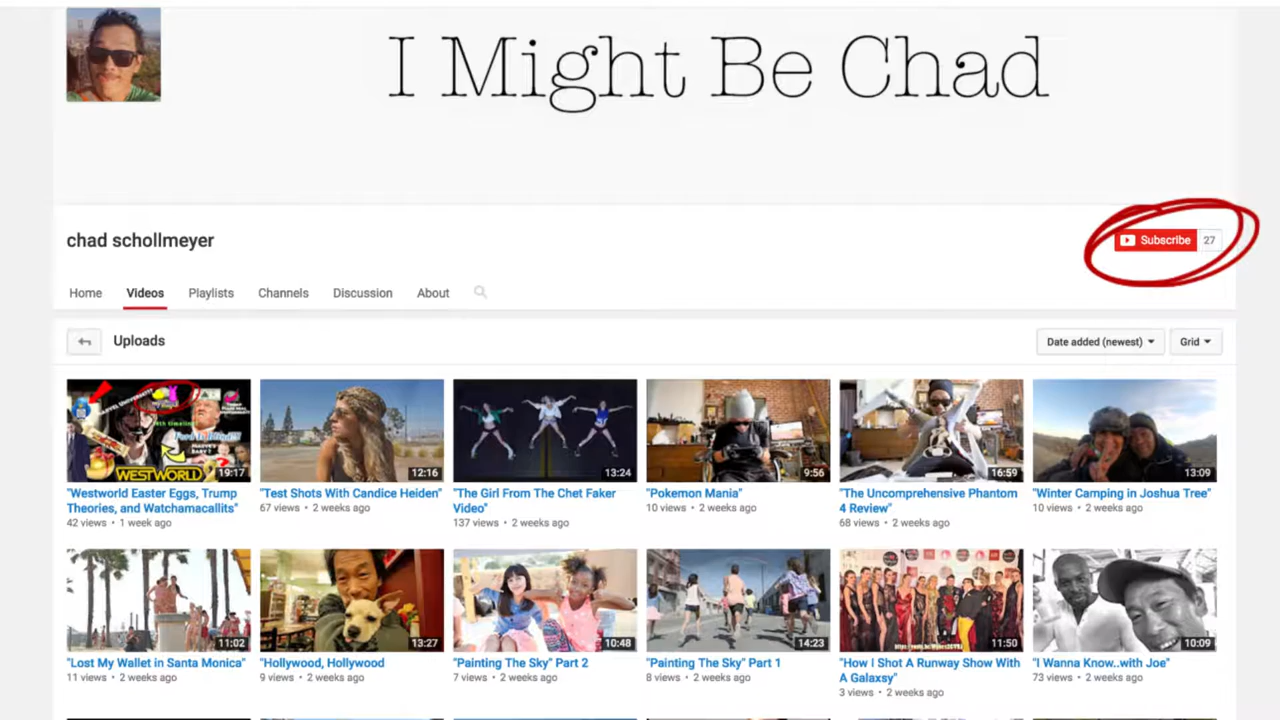 I Might Be Chad
chad schollmeyer
Subscribe 27
Home Videos Playlists Channels Discussion About
Uploads
Date added (newest) Grid
WESTWORLD
19:17
12:16
13:24
9:56
16:59
13:09
"Westworld Easter Eggs, Trump
Theories, and Watchamacallits"
42 views • 1 week ago
"Test Shots With Candice Heiden"
67 views • 2 weeks ago
"The Girl From The Chet Faker
Video"
137 views • 2 weeks ago
"Pokemon Mania"
10 views • 2 weeks ago
"The Uncomprehensive Phantom
4 Review"
68 views • 2 weeks ago
"Winter Camping in Joshua Tree"
10 views • 2 weeks ago
11:02
13:27
10:48
14:23
11:50
10:09
"Lost My Wallet in Santa Monica"
11 views • 2 weeks ago
"Hollywood, Hollywood
9 views • 2 weeks ago
"Painting The Sky" Part 2
7 views • 2 weeks ago
"Painting The Sky" Part 1
8 views • 2 weeks ago
"How I Shot A Runway Show With
A Galaxsy"
3 views • 2 weeks ago
"I Wanna Know..with Joe"
73 views • 2 weeks ago